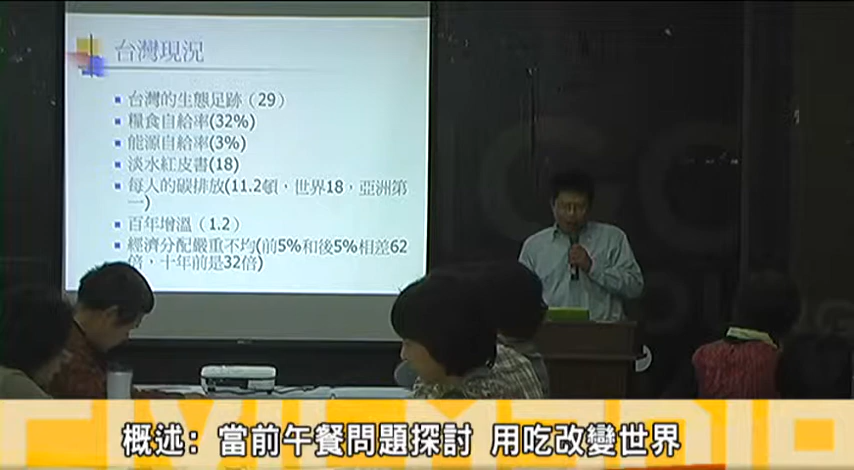 台灣現況
台灣的生態足跡（29）
糧食自給率(32%)
能源自給率(3%)
淡水紅皮書(18)
每人的碳排放(11.2頓，世界18，亞洲第
一)
百年增溫（1.2）
經濟分配嚴重不均(前5%和後5%相差62
倍，十年前是32倍)
概述：當前午餐問題探討 用吃改變世界